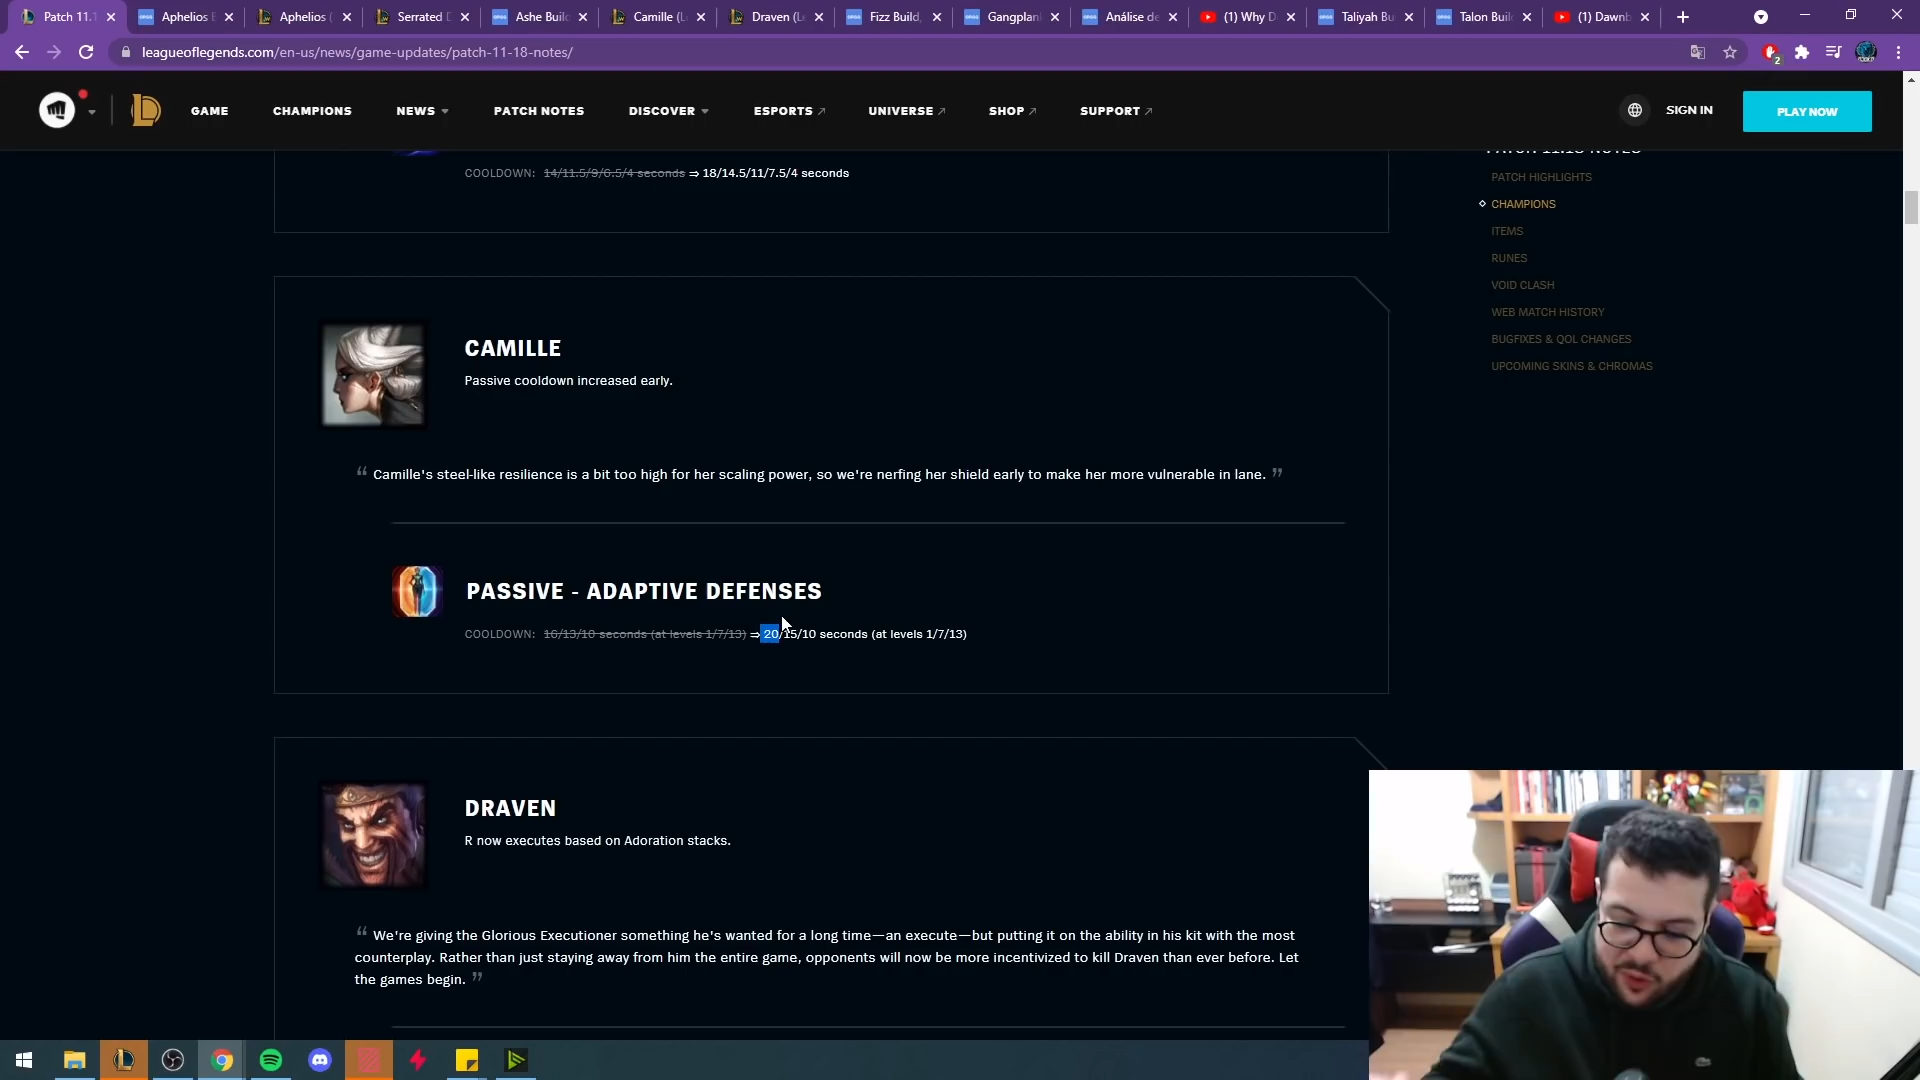 Patch 11.1
Aphelios B
Aphelios (
Serrated D
Ashe Buil
Camille (L
Draven (Le
Fizz Build,
Gangplan
Análise de
(1) Why D
Taliyah Bu
Talon Buil
(1) Dawnb
leagueoflegends.com/en-us/news/game-updates/patch-11-18-notes/
2
GAME
CHAMPIONS
NEWS
PATCH NOTES
DISCOVER
ESPORTS
UNIVERSE
SHOP
SUPPORT
SIGN IN
PLAY NOW
COOLDOWN: 14/11.5/9/6.5/4 seconds ⇒ 18/14.5/11/7.5/4 seconds
PATCH 11.18 NOTES
PATCH HIGHLIGHTS
CHAMPIONS
ITEMS
RUNES
VOID CLASH
WEB MATCH HISTORY
BUGFIXES & QOL CHANGES
UPCOMING SKINS & CHROMAS
CAMILLE
Passive cooldown increased early.
“ Camille's steel-like resilience is a bit too high for her scaling power, so we're nerfing her shield early to make her more vulnerable in lane. ”
PASSIVE - ADAPTIVE DEFENSES
COOLDOWN: 16/13/10 seconds (at levels 1/7/13) ⇒ 20/15/10 seconds (at levels 1/7/13)
DRAVEN
R now executes based on Adoration stacks.
“ We're giving the Glorious Executioner something he's wanted for a long time—an execute—but putting it on the ability in his kit with the most
counterplay. Rather than just staying away from him the entire game, opponents will now be more incentivized to kill Draven than ever before. Let
the games begin. ”